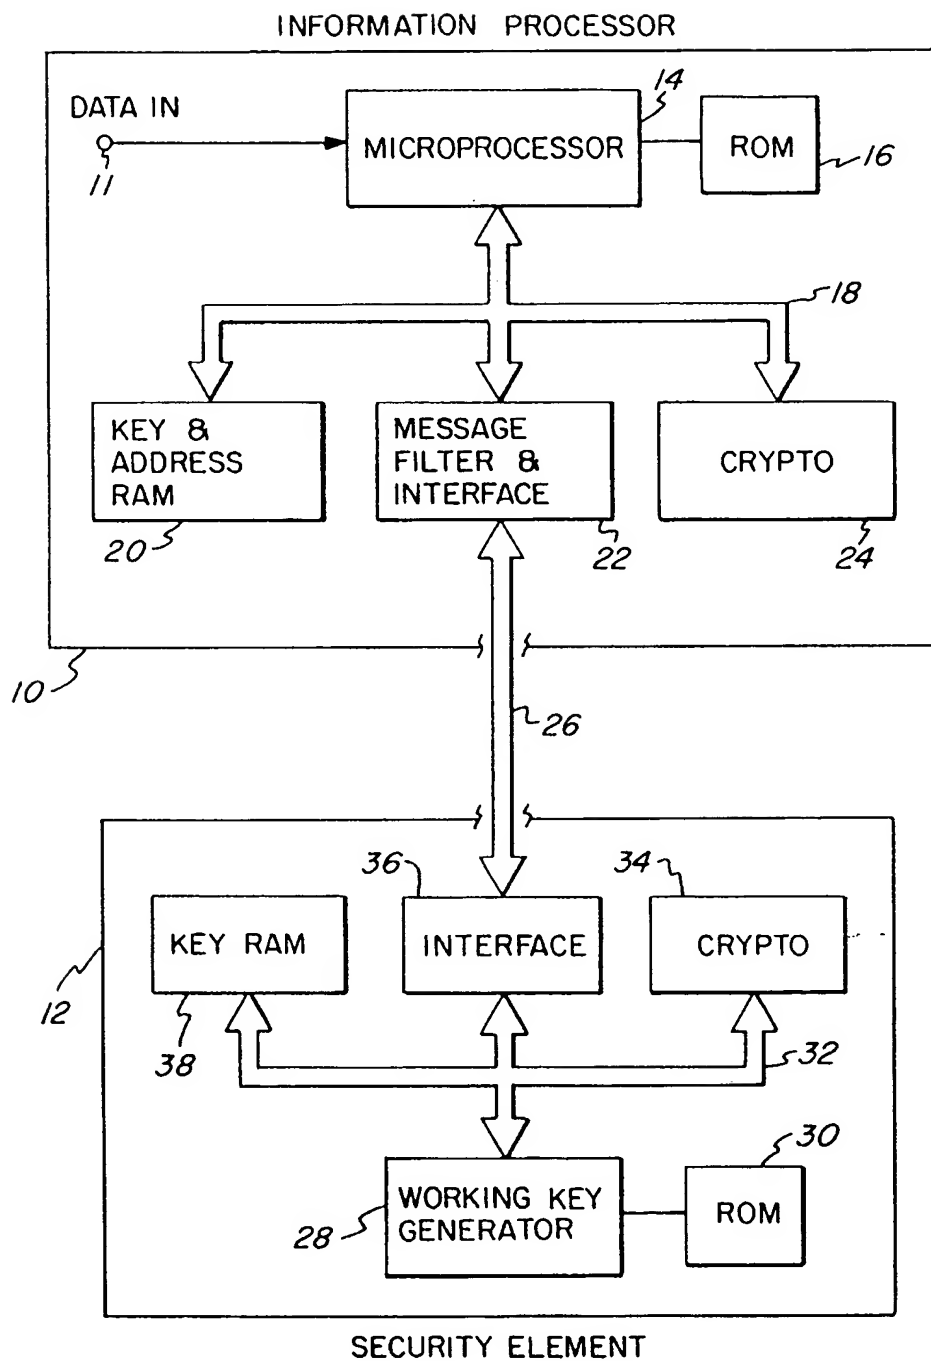 INFORMATION PROCESSOR
DATA IN
11
MICROPROCESSOR
14
ROM
16
18
KEY &
ADDRESS
RAM
20
MESSAGE
FILTER &
INTERFACE
22
CRYPTO
24
10
26
12
KEY RAM
38
36
INTERFACE
34
CRYPTO
32
28
WORKING KEY
GENERATOR
30
ROM
SECURITY ELEMENT